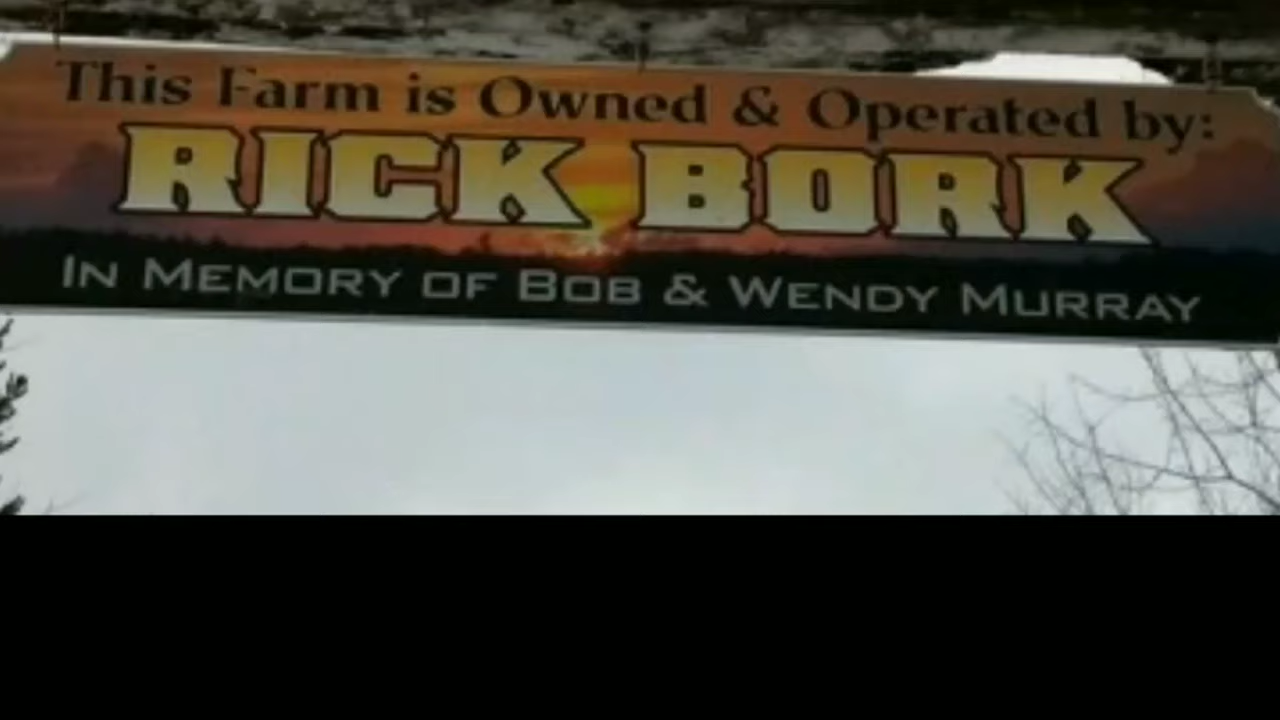 This Farm is Owned & Operated by:
RICK BORK
IN MEMORY OF BOB & WENDY MURRAY